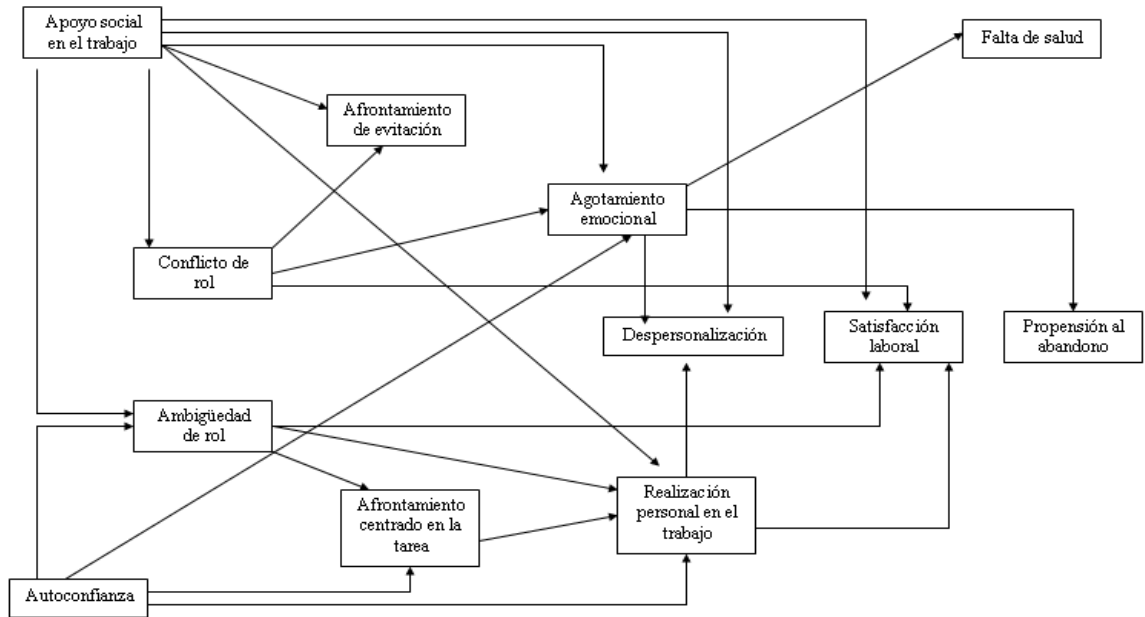 Apoyo social
en el trabajo
Falta de salud
Afrontamiento
de evitación
Agotamiento
emocional
Conflicto de
rol
Despersonalización
Satisfacción
laboral
Propensión al
abandono
Ambigüedad
de rol
Afrontamiento
centrado en la
tarea
Realización
personal en el
trabajo
Autoconfianza